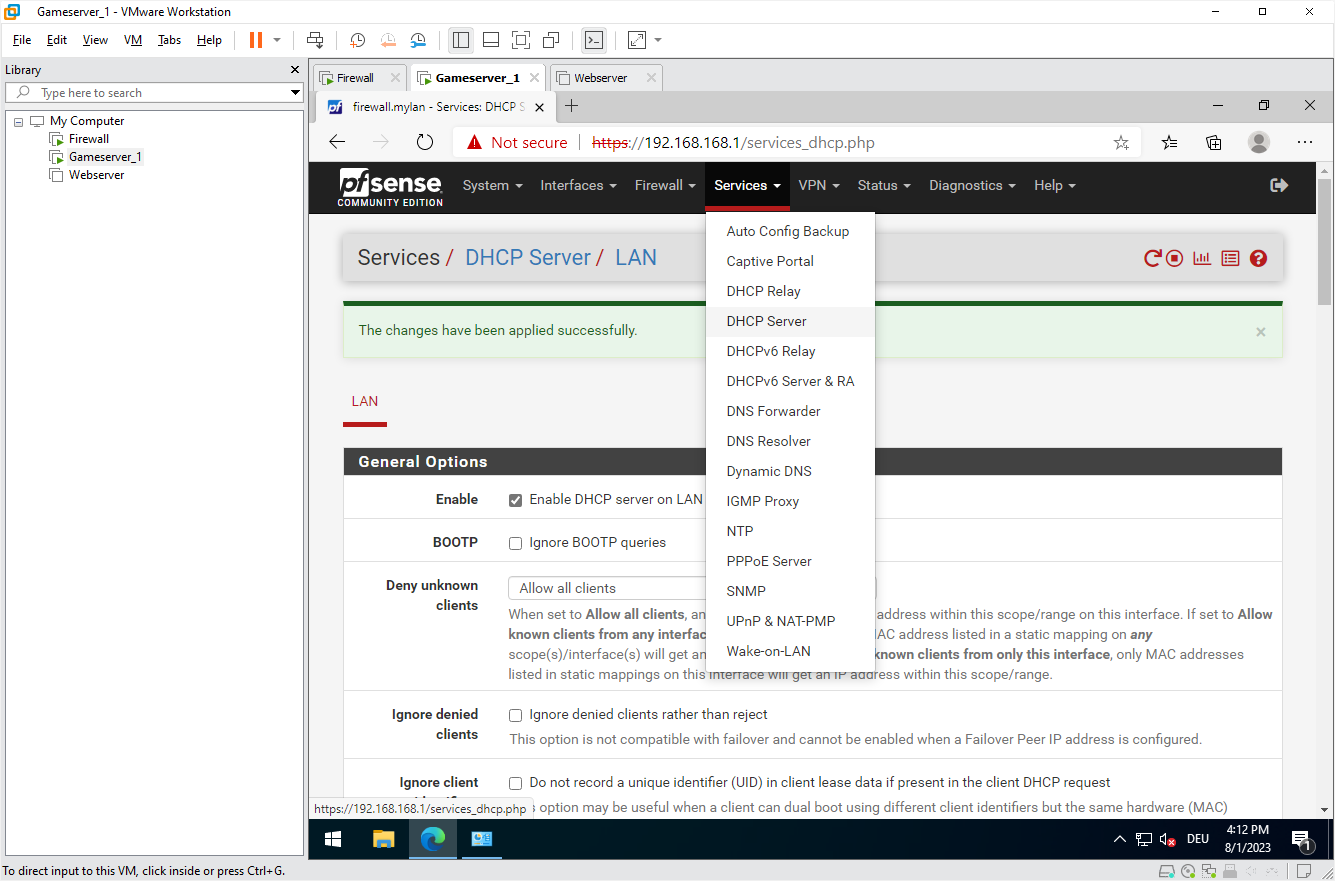 Gameserver_1 - VMware Workstation
File Edit View VM Tabs Help
Library
Type here to search
My Computer
Firewall
Gameserver_1
Webserver
Firewall
Gameserver_1
Webserver
pf
firewall.mylan - Services: DHCP S
Not secure
https://192.168.168.1/services_dhcp.php
pfsense
COMMUNITY EDITION
System Interfaces Firewall Services VPN Status Diagnostics Help
Services / DHCP Server / LAN
Auto Config Backup
Captive Portal
DHCP Relay
DHCP Server
DHCPv6 Relay
DHCPv6 Server & RA
DNS Forwarder
DNS Resolver
Dynamic DNS
IGMP Proxy
NTP
PPPoE Server
SNMP
UPnP & NAT-PMP
Wake-on-LAN
The changes have been applied successfully.
LAN
General Options
Enable
Enable DHCP server on LAN
BOOTP
Ignore BOOTP queries
Deny unknown
clients
Allow all clients
When set to Allow all clients, an address within this scope/range on this interface. If set to Allow
known clients from any interfac AC address listed in a static mapping on any
scope(s)/interface(s) will get an known clients from only this interface, only MAC addresses
listed in static mappings on this interface will get an IP address within this scope/range.
Ignore denied
clients
Ignore denied clients rather than reject
This option is not compatible with failover and cannot be enabled when a Failover Peer IP address is configured.
Ignore client
Do not record a unique identifier (UID) in client lease data if present in the client DHCP request
s option may be useful when a client can dual boot using different client identifiers but the same hardware (MAC)
https://192.168.168.1/services_dhcp.php
DEU
4:12 PM
8/1/2023
1
To direct input to this VM, click inside or press Ctrl+G.